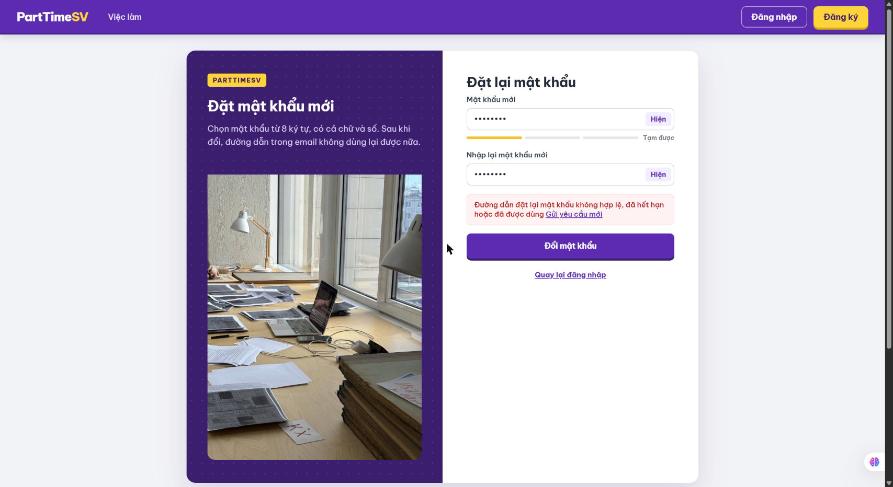 PartTimeSV
Việc làm
Đăng nhập
Đăng ký
PARTTIMESV
Đặt mật khẩu mới
Chọn mật khẩu từ 8 ký tự, có cả chữ và số. Sau khi
đổi, đường dẫn trong email không dùng lại được nữa.
Đặt lại mật khẩu
Mật khẩu mới
Hiện
Tạm được
Nhập lại mật khẩu mới
Hiện
Đường dẫn đặt lại mật khẩu không hợp lệ, đã hết hạn
hoặc đã được dùng Gửi yêu cầu mới
Đổi mật khẩu
Quay lại đăng nhập